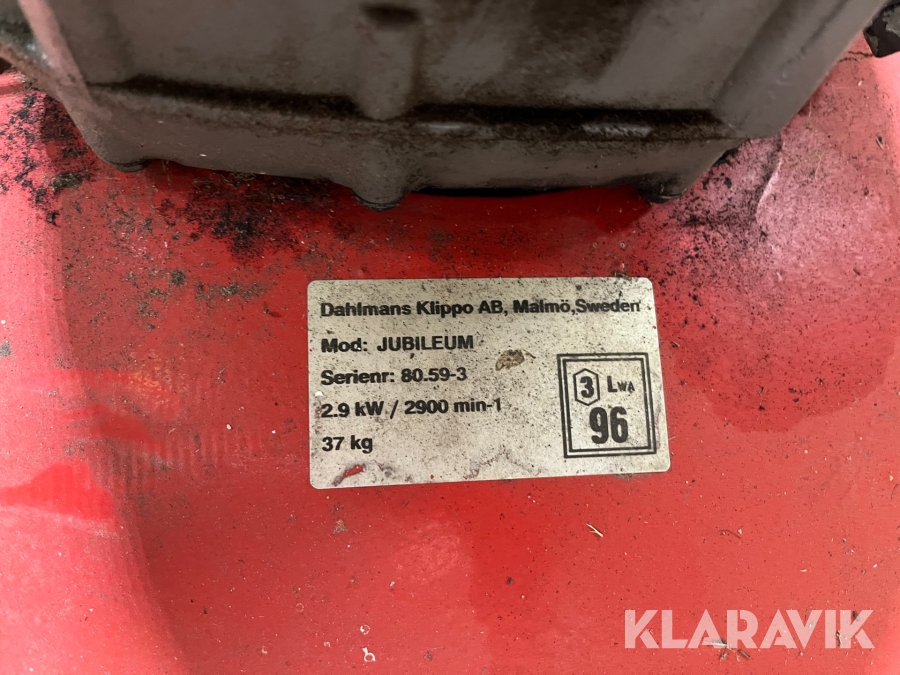 Dahlmans Klippo AB, Malmö,Sweden
Mod: JUBILEUM
Serienr: 80.59-3
2.9 kW / 2900 min-1
37 kg
3 LWA
96
KLARAVIK